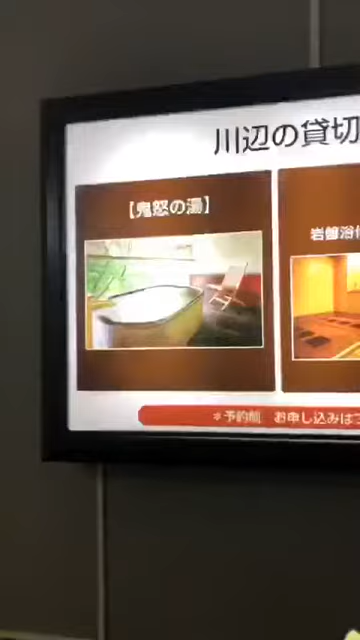 川辺の貸切
【鬼怒の湯】
岩盤浴
＊予約制　お申し込みは